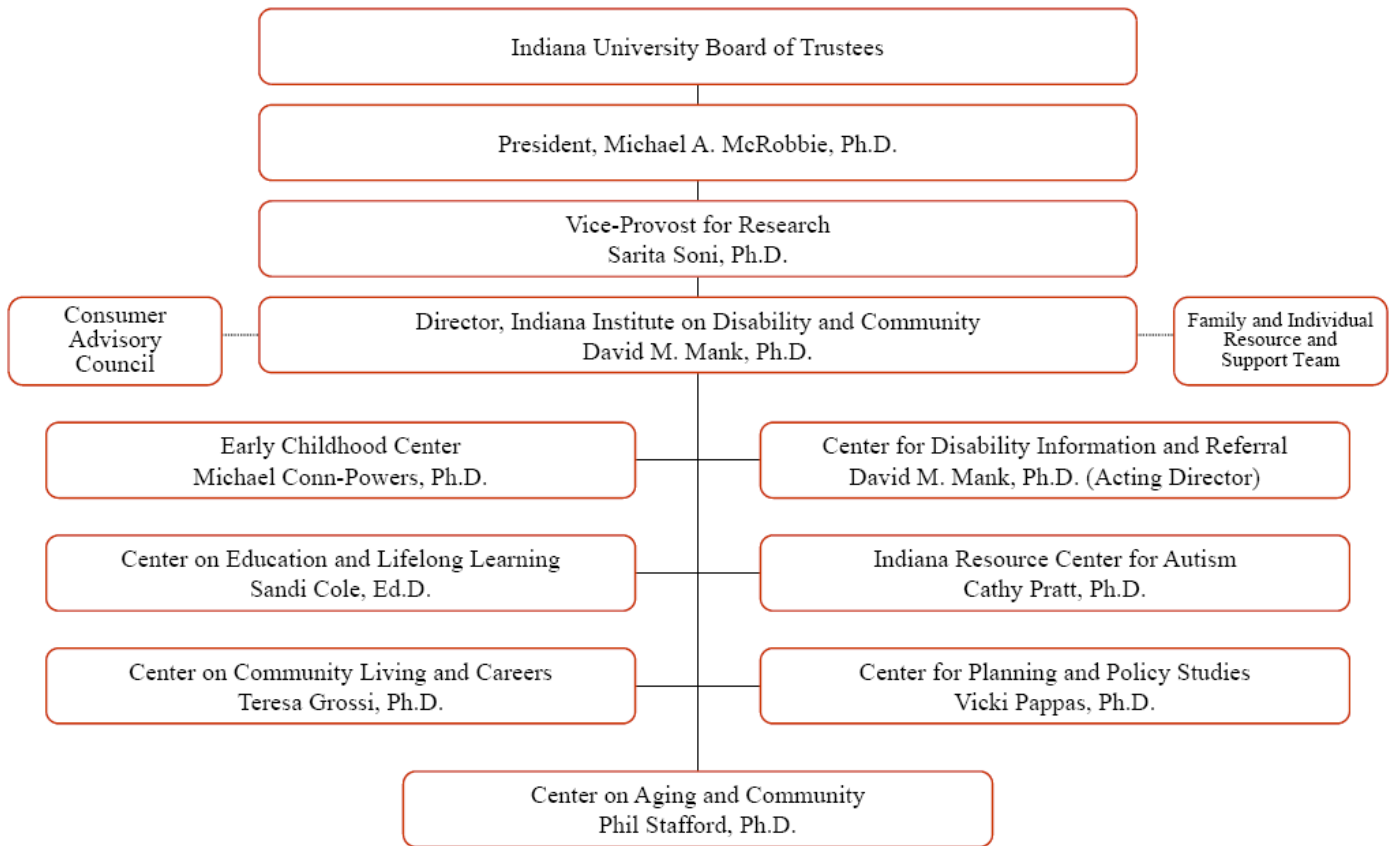 Indiana University Board of Trustees
President, Michael A. McRobbie, Ph.D.
Vice-Provost for Research
Sarita Soni, Ph.D.
Consumer
Advisory
Council
Director, Indiana Institute on Disability and Community
David M. Mank, Ph.D.
Family and Individual
Resource and
Support Team
Early Childhood Center
Michael Conn-Powers, Ph.D.
Center for Disability Information and Referral
David M. Mank, Ph.D. (Acting Director)
Center on Education and Lifelong Learning
Sandi Cole, Ed.D.
Indiana Resource Center for Autism
Cathy Pratt, Ph.D.
Center on Community Living and Careers
Teresa Grossi, Ph.D.
Center for Planning and Policy Studies
Vicki Pappas, Ph.D.
Center on Aging and Community
Phil Stafford, Ph.D.